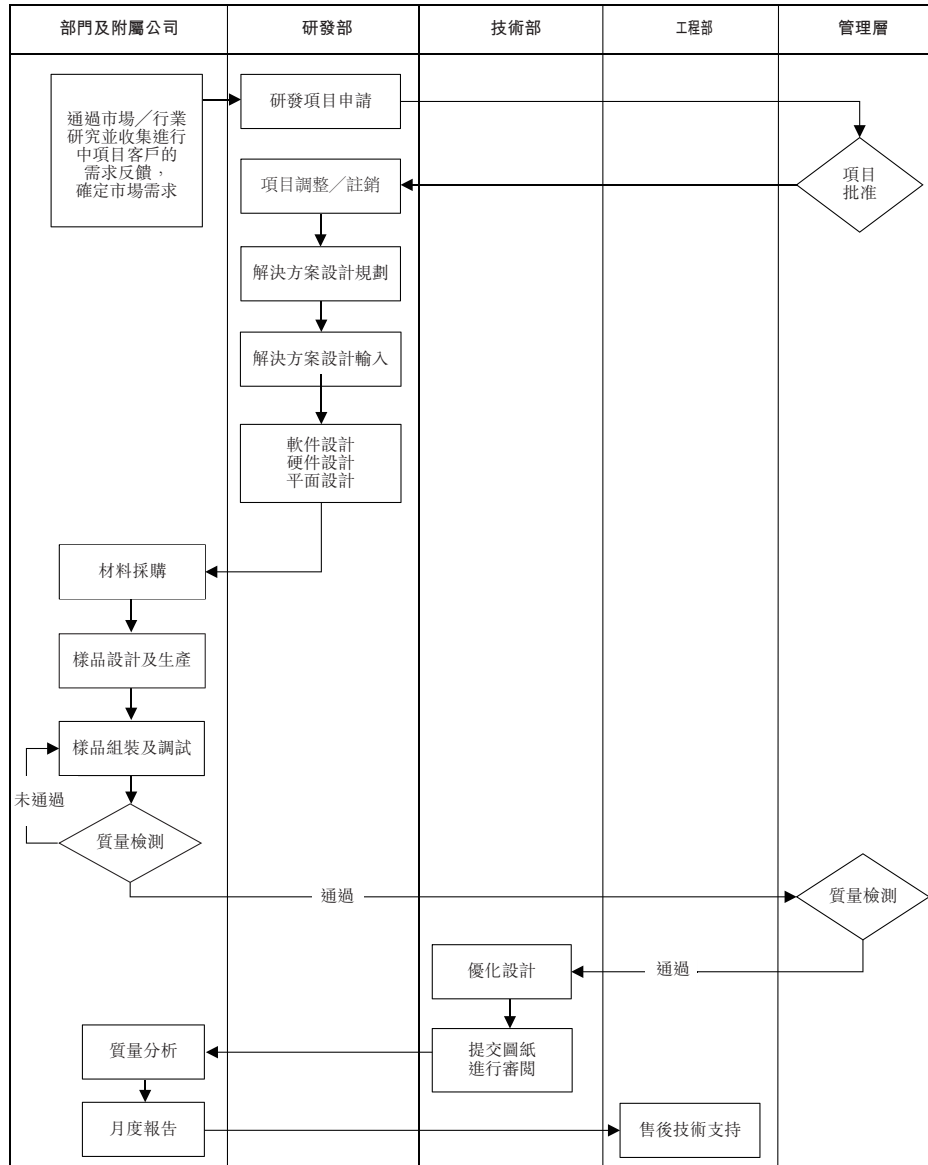 部門及附屬公司
研發部
技術部
工程部
管理層
通過市場／行業
研究並收集進行
中項目客戶的
需求反饋，
確定市場需求
研發項目申請
項目
批准
項目調整／註銷
解決方案設計規劃
解決方案設計輸入
軟件設計
硬件設計
平面設計
材料採購
樣品設計及生產
樣品組裝及調試
未通過
質量檢測
通過
質量檢測
通過
優化設計
提交圖紙
進行審閱
質量分析
月度報告
售後技術支持